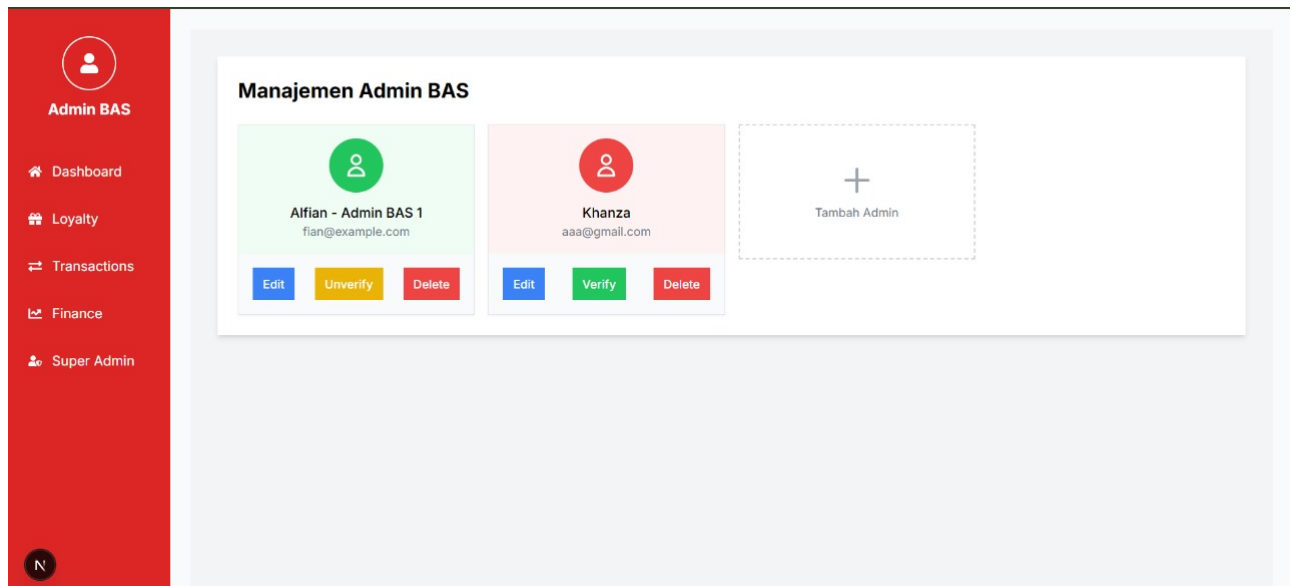 Admin BAS
Dashboard
Loyalty
Transactions
Finance
Super Admin
N
Manajemen Admin BAS
Alfian - Admin BAS 1
fian@example.com
Edit Unverify Delete
Khanza
aaa@gmail.com
Edit Verify Delete
Tambah Admin